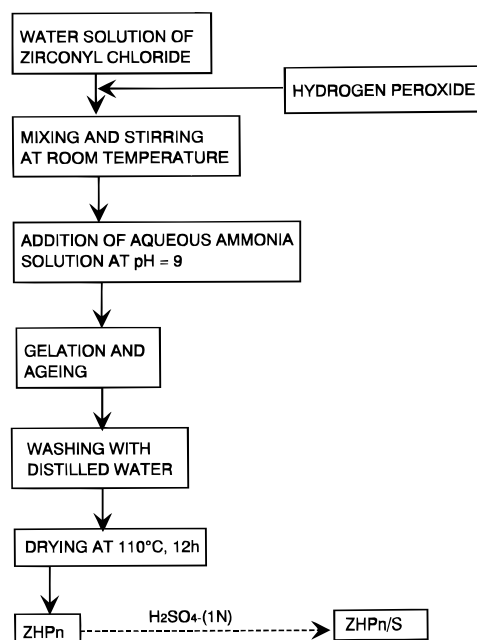 WATER SOLUTION OF
ZIRCONYL CHLORIDE
HYDROGEN PEROXIDE
MIXING AND STIRRING
AT ROOM TEMPERATURE
ADDITION OF AQUEOUS AMMONIA
SOLUTION AT pH = 9
GELATION AND
AGEING
WASHING WITH
DISTILLED WATER
DRYING AT 110°C, 12h
ZHPn
H₂SO₄-(1N)
ZHPn/S